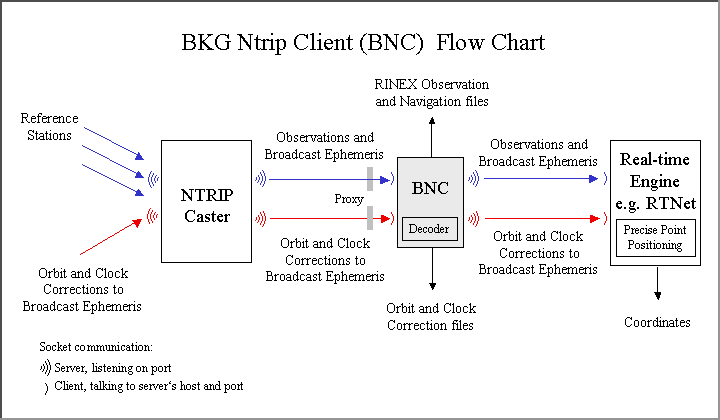 BKG Ntrip Client (BNC)  Flow Chart
RINEX Observation
and Navigation files
Reference
Stations
Observations and
Broadcast Ephemeris
Observations and
Broadcast Ephemeris
NTRIP
Caster
Proxy
BNC
Decoder
Real-time
Engine
e.g. RTNet
Precise Point
Positioning
Orbit and Clock
Corrections to
Broadcast Ephemeris
Orbit and Clock
Corrections to
Broadcast Ephemeris
Orbit and Clock
Corrections to
Broadcast Ephemeris
Orbit and Clock
Correction files
Coordinates
Socket communication:
Server, listening on port
Client, talking to server's host and port